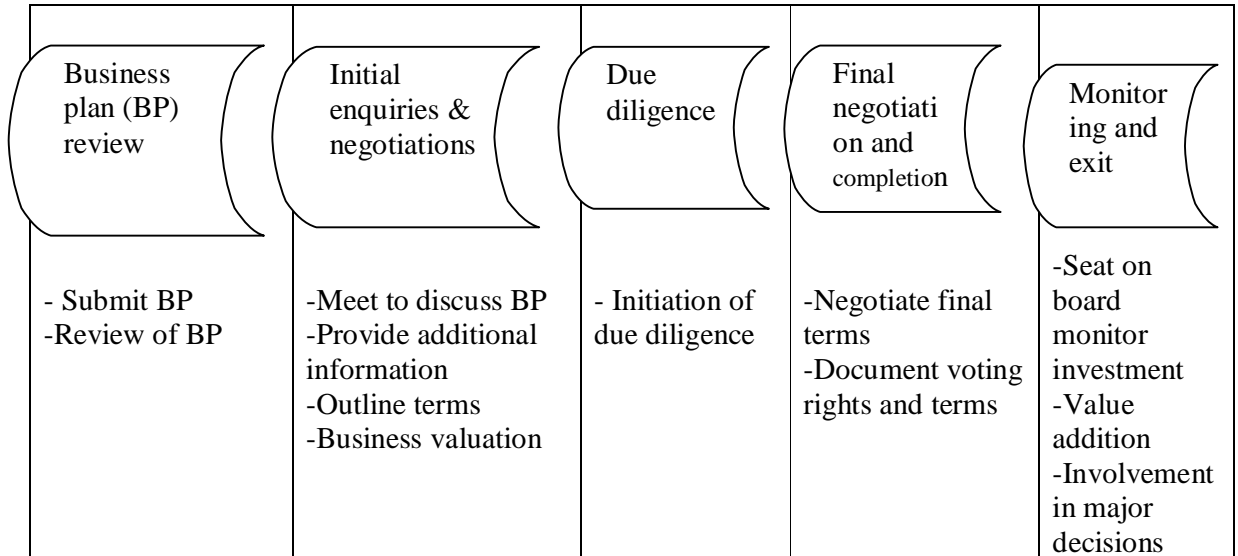 Business
plan (BP)
review
- Submit BP
-Review of BP
Initial
enquiries &
negotiations
-Meet to discuss BP
-Provide additional
information
-Outline terms
-Business valuation
Due
diligence
- Initiation of
due diligence
Final
negotiati
on and
completion
-Negotiate final
terms
-Document voting
rights and terms
Monitor
ing and
exit
-Seat on
board
monitor
investment
-Value
addition
-Involvement
in major
decisions